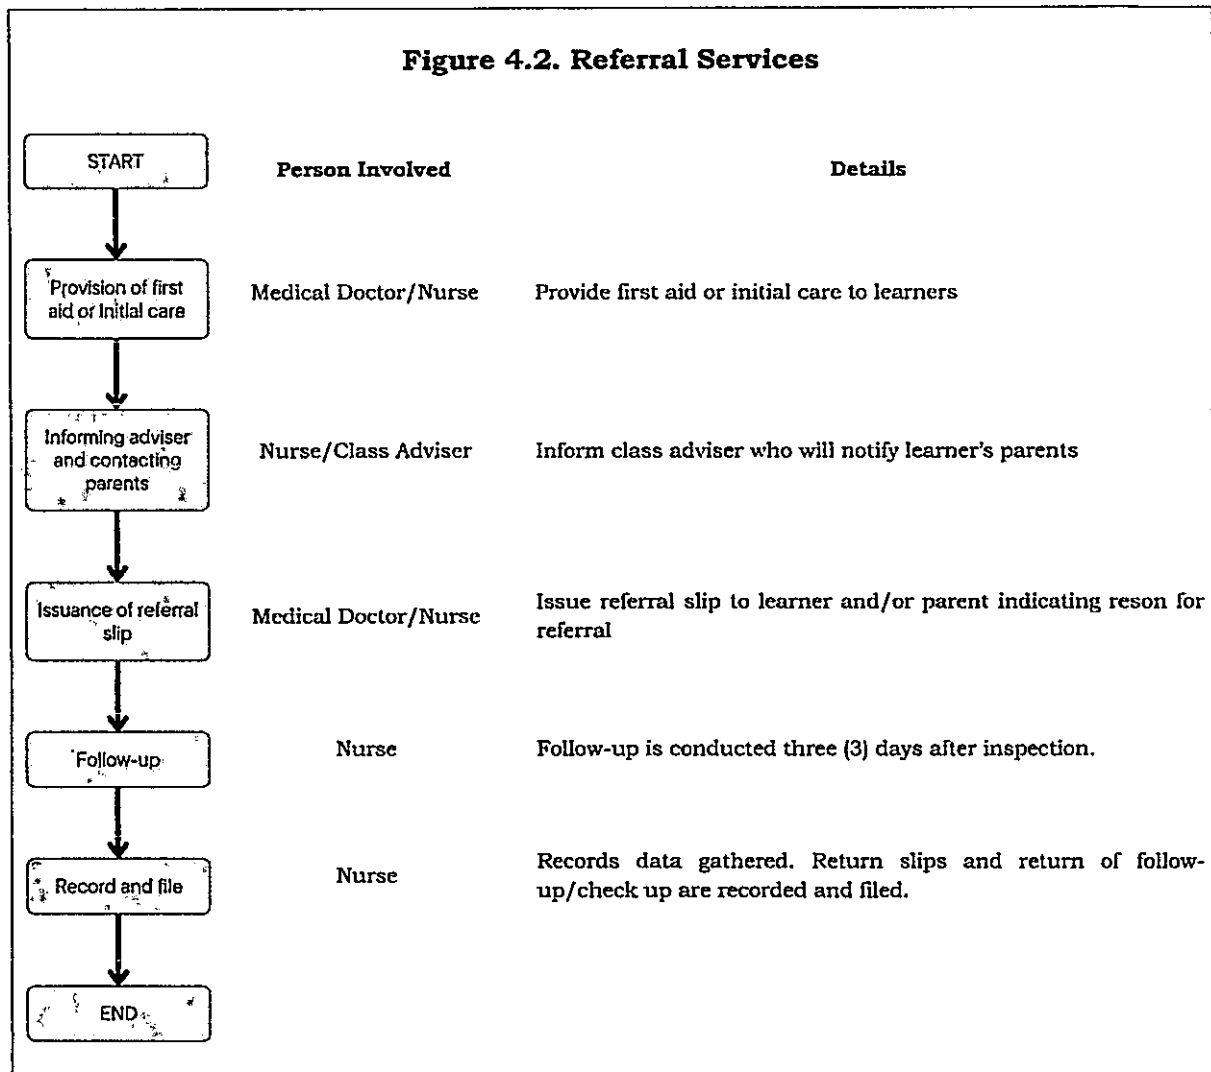 Figure 4.2. Referral Services
START
Person Involved
Details
Provision of first
aid or initial care
Medical Doctor/Nurse
Provide first aid or initial care to learners
Informing adviser
and contacting
parents
Nurse/Class Adviser
Inform class adviser who will notify learner's parents
Issuance of referral
slip
Medical Doctor/Nurse
Issue referral slip to learner and/or parent indicating reson for
referral
Follow-up
Nurse
Follow-up is conducted three (3) days after inspection.
Record and file
Nurse
Records data gathered. Return slips and return of follow-
up/check up are recorded and filed.
END